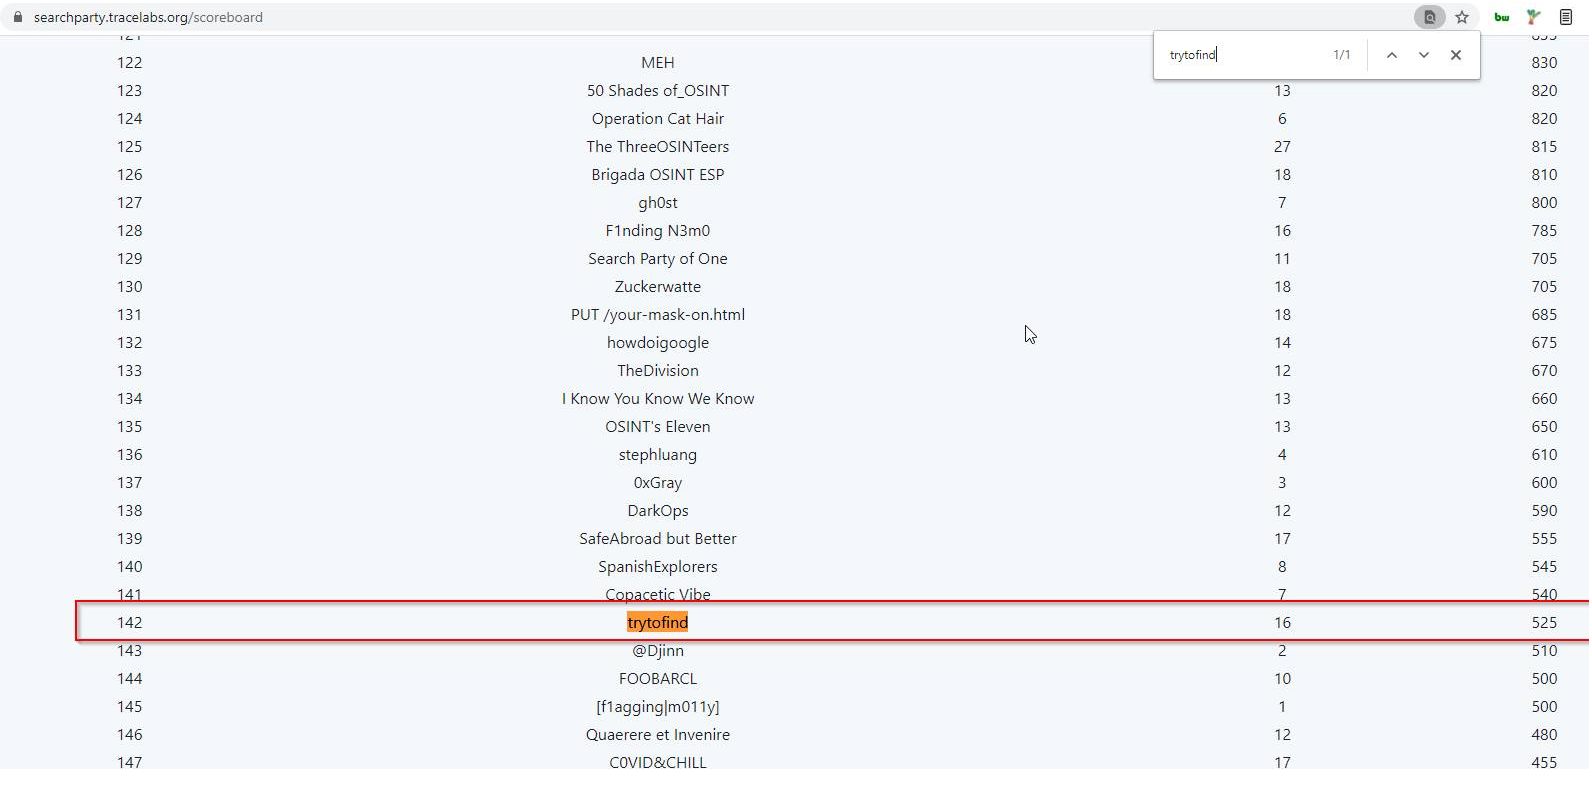 searchparty.tracelabs.org/scoreboard
bw
trytofind 1/1
122 MEH 830
123 50 Shades of_OSINT 13 820
124 Operation Cat Hair 6 820
125 The ThreeOSINTeers 27 815
126 Brigada OSINT ESP 18 810
127 gh0st 7 800
128 F1nding N3m0 16 785
129 Search Party of One 11 705
130 Zuckerwatte 18 705
131 PUT /your-mask-on.html 18 685
132 howdoigoogle 14 675
133 TheDivision 12 670
134 I Know You Know We Know 13 660
135 OSINT's Eleven 13 650
136 stephluang 4 610
137 0xGray 3 600
138 DarkOps 12 590
139 SafeAbroad but Better 17 555
140 SpanishExplorers 8 545
141 Copacetic Vibe 7 540
142 trytofind 16 525
143 @Djinn 2 510
144 FOOBARCL 10 500
145 [f1agging|m011y] 1 500
146 Quaerere et Invenire 12 480
147 C0VID&CHILL 17 455